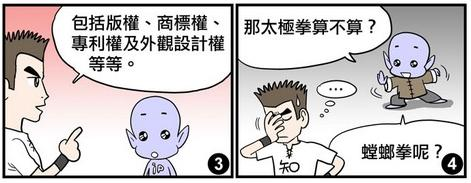 包括版權、商標權、
專利權及外觀設計權
等等。
ip
3
那太極拳算不算？
...
知
螳螂拳呢？
4